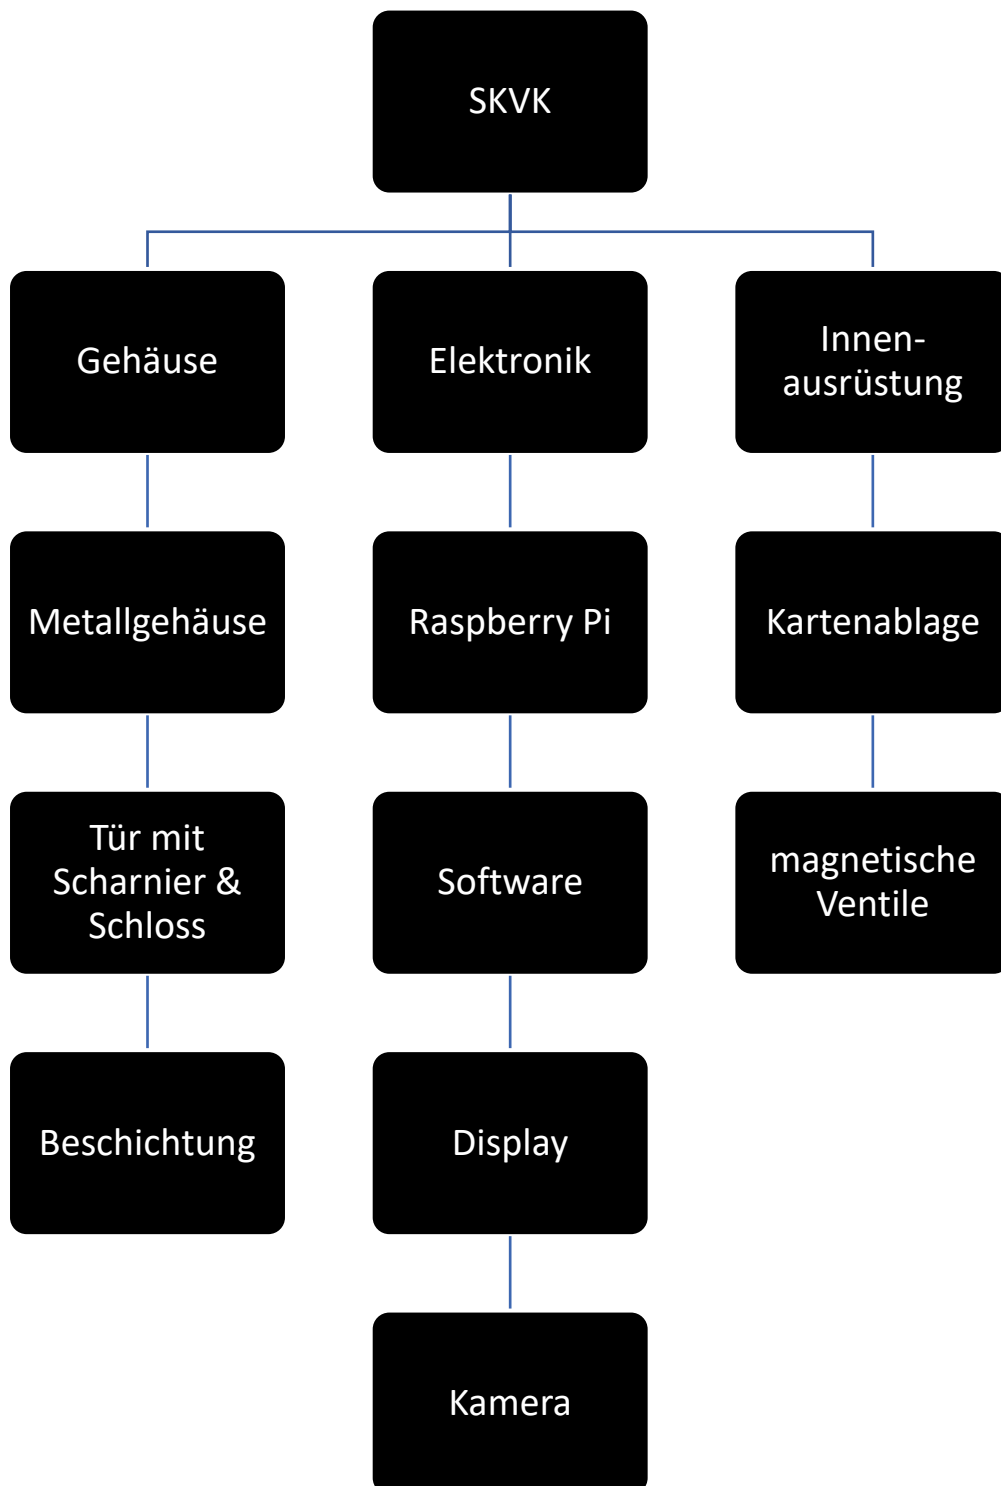 SKVK
Gehäuse
Elektronik
Innen-
ausrüstung
Metallgehäuse
Raspberry Pi
Kartenablage
Tür mit
Scharnier &
Schloss
Software
magnetische
Ventile
Beschichtung
Display
Kamera